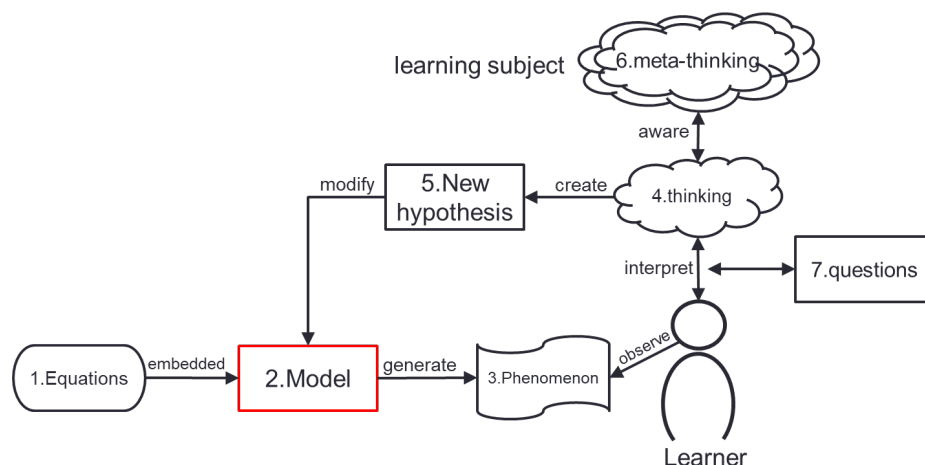 6.meta-thinking
learning subject
aware
modify
5.New
hypothesis
create
4.thinking
interpret
7.questions
1.Equations
embedded
2.Model
generate
3.Phenomenon
observe
Learner